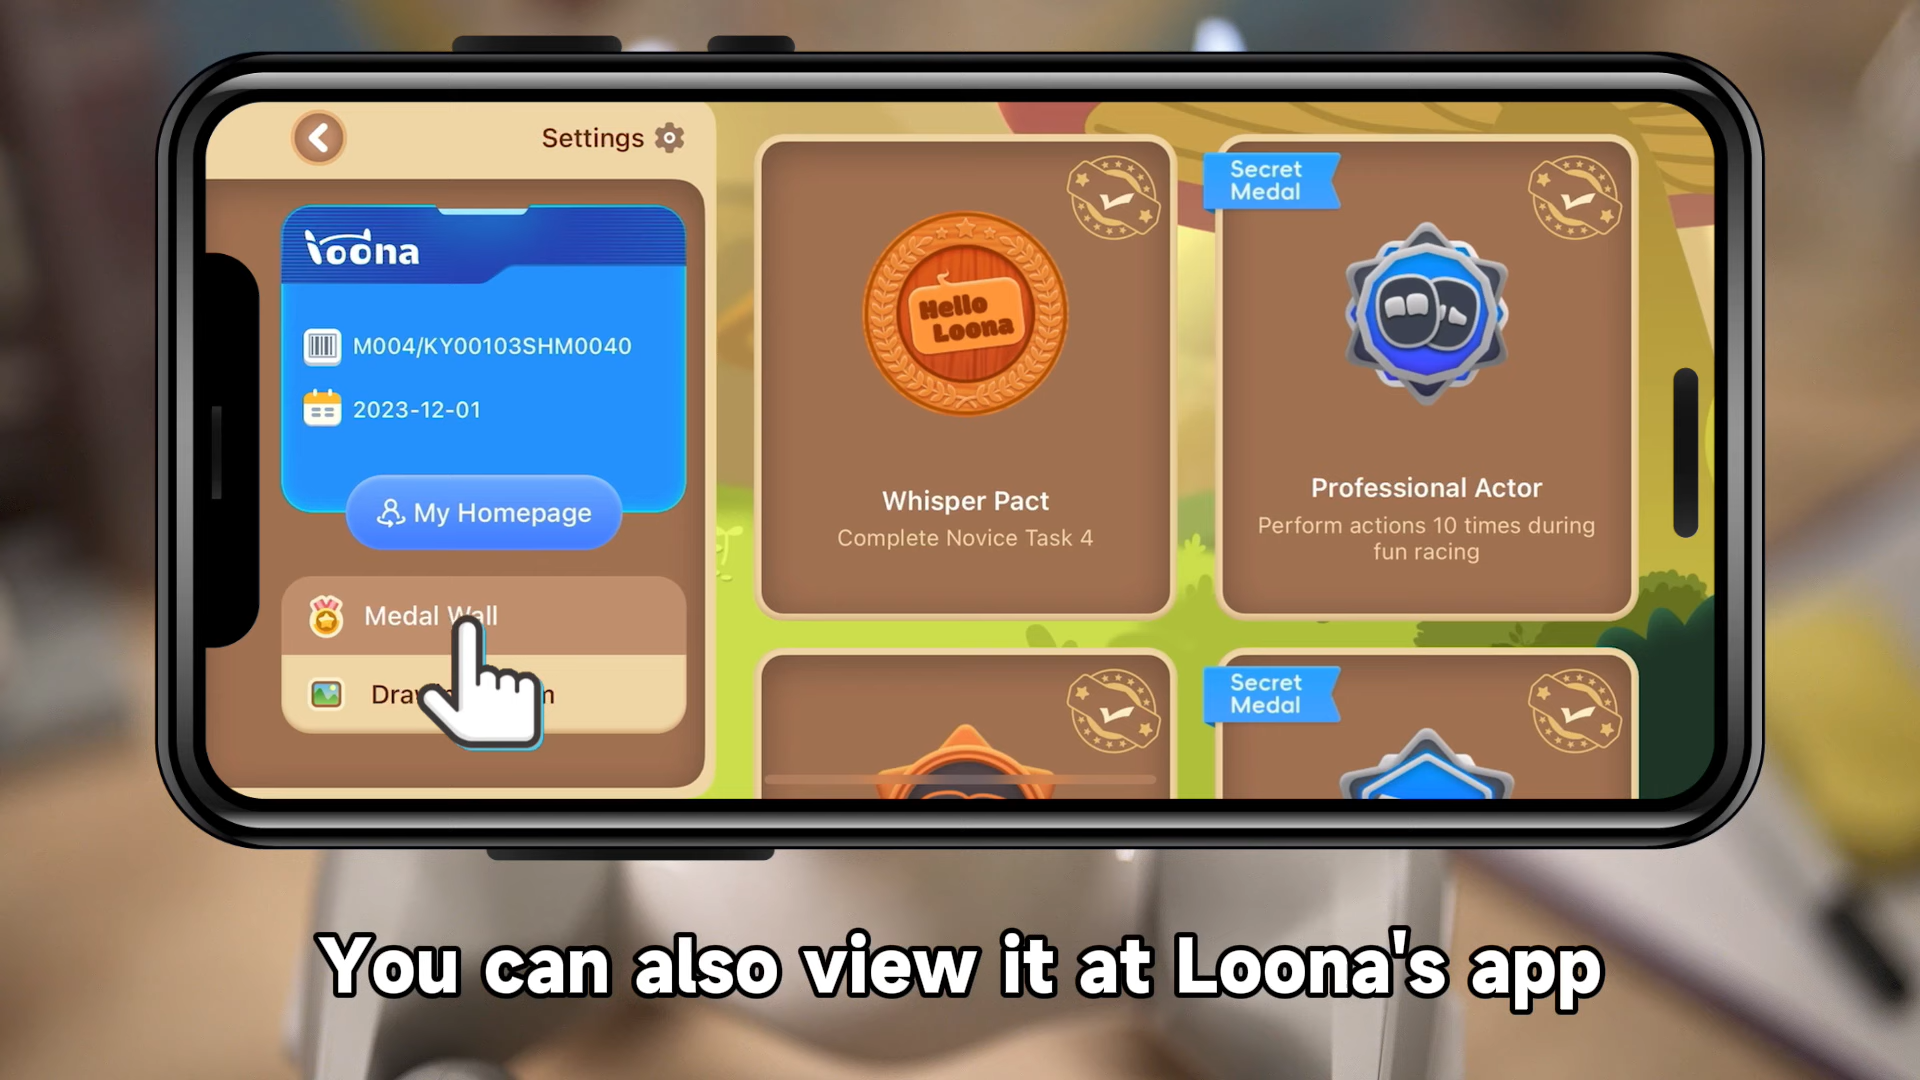 Settings
loona
M004/KY00103SHM0040
2023-12-01
My Homepage
Medal Wall
Hello
Loona
Whisper Pact
Complete Novice Task 4
Secret
Medal
Professional Actor
Perform actions 10 times during
fun racing
Secret
Medal
You can also view it at Loona's app